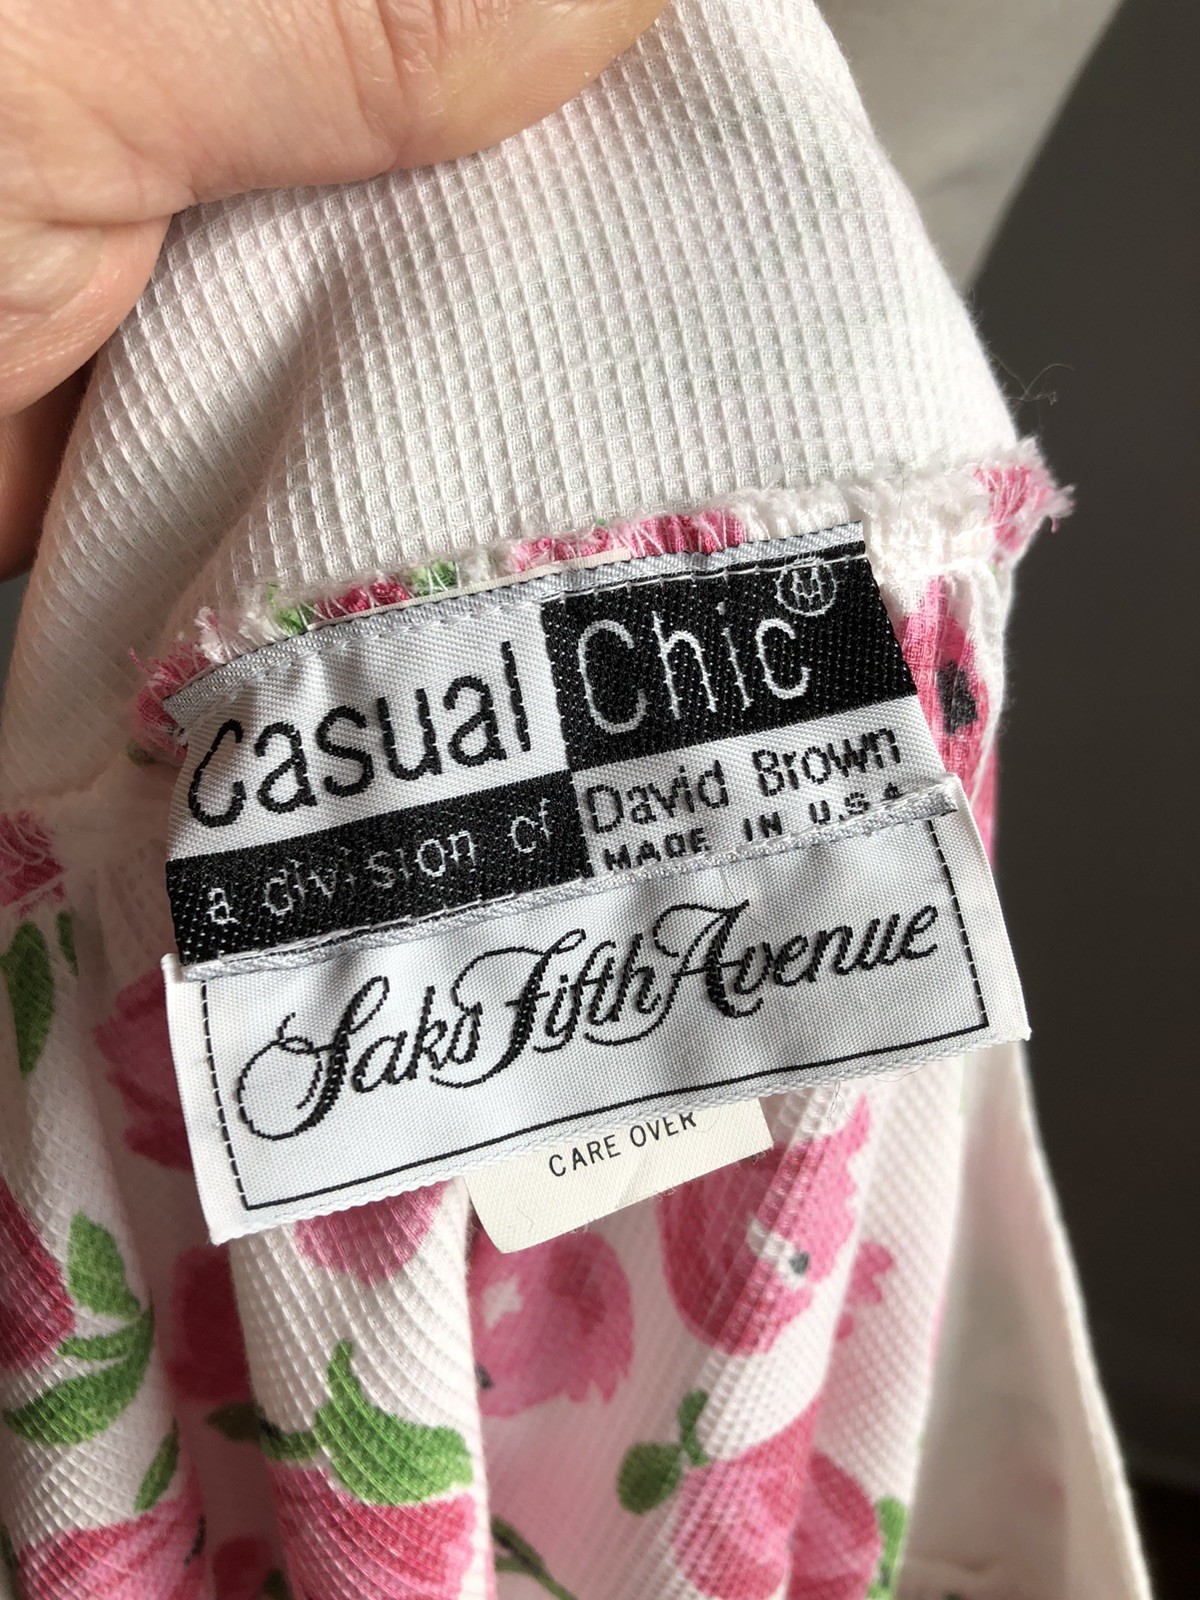 Casual Chic
a division of David Brown
MADE IN U.S.A
Saks Fifth Avenue
CARE OVER